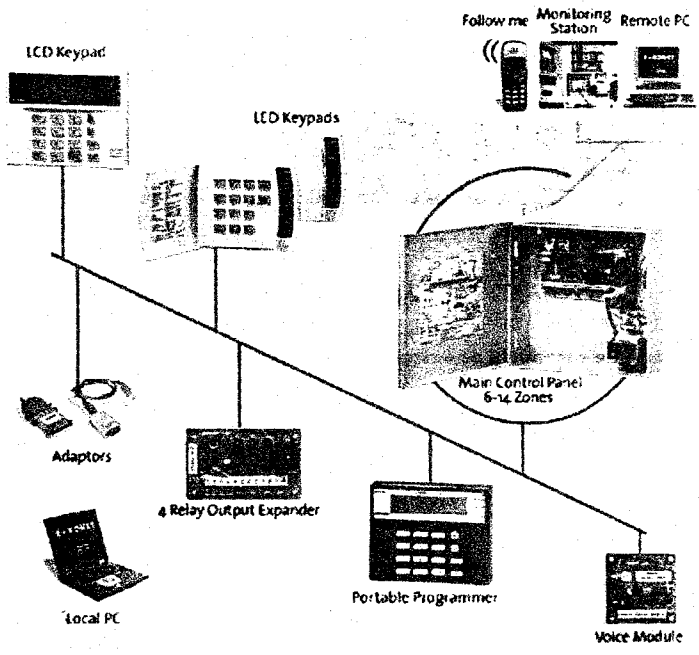 Follow me
Monitoring
Station
Remote PC
LCD Keypad
LED Keypads
Main Control Panel
6-14 Zones
Adaptors
4 Relay Output Expander
Local PC
Portable Programmer
Voice Module